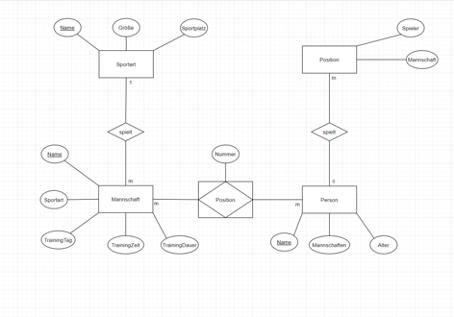 Name
Größe
Sportplatz
Sportart
1
spielt
m
Spieler
Position
Mannschaft
m
spielt
c
Name
Sportart
Mannschaft
m
TrainingTag
TrainingZeit
TrainingDauer
Nummer
Position
m
Person
Name
Mannschaften
Alter